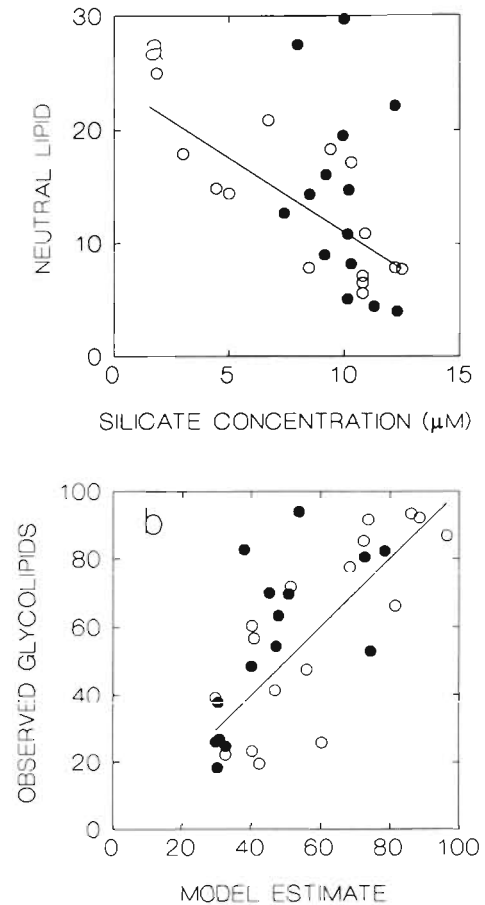 30
a
20
10
0
NEUTRAL LIPID
0 5 10 15
SILICATE CONCENTRATION (μM)
100
b
80
60
40
20
0
OBSERVED GLYCOLIPIDS
0 20 40 60 80 100
MODEL ESTIMATE